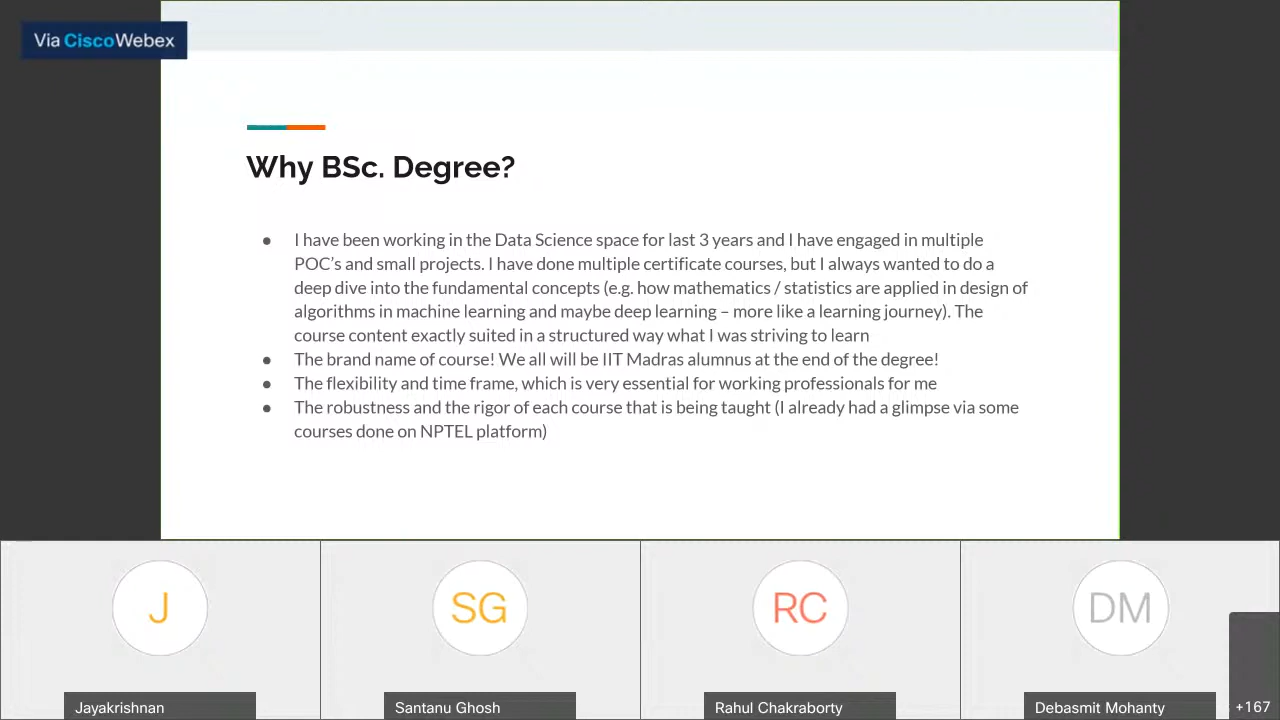 Via CiscoWebex
Why BSc. Degree?
● I have been working in the Data Science space for last 3 years and I have engaged in multiple
POC's and small projects. I have done multiple certificate courses, but I always wanted to do a
deep dive into the fundamental concepts (e.g. how mathematics / statistics are applied in design of
algorithms in machine learning and maybe deep learning – more like a learning journey). The
course content exactly suited in a structured way what I was striving to learn
● The brand name of course! We all will be IIT Madras alumnus at the end of the degree!
● The flexibility and time frame, which is very essential for working professionals for me
● The robustness and the rigor of each course that is being taught (I already had a glimpse via some
courses done on NPTEL platform)
J
SG
RC
DM
Jayakrishnan
Santanu Ghosh
Rahul Chakraborty
Debasmit Mohanty
+167